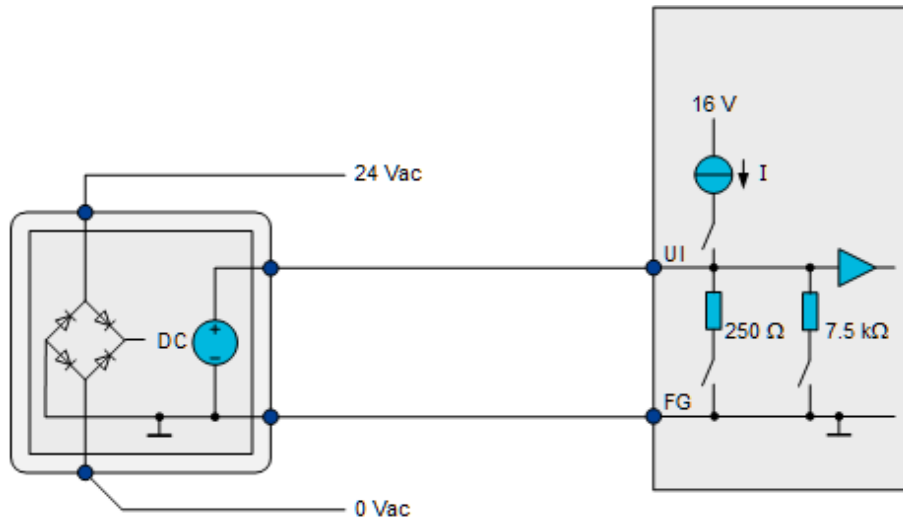 16 V
24 Vac
I
UI
DC
+
−
250 Ω
7.5 kΩ
FG
0 Vac